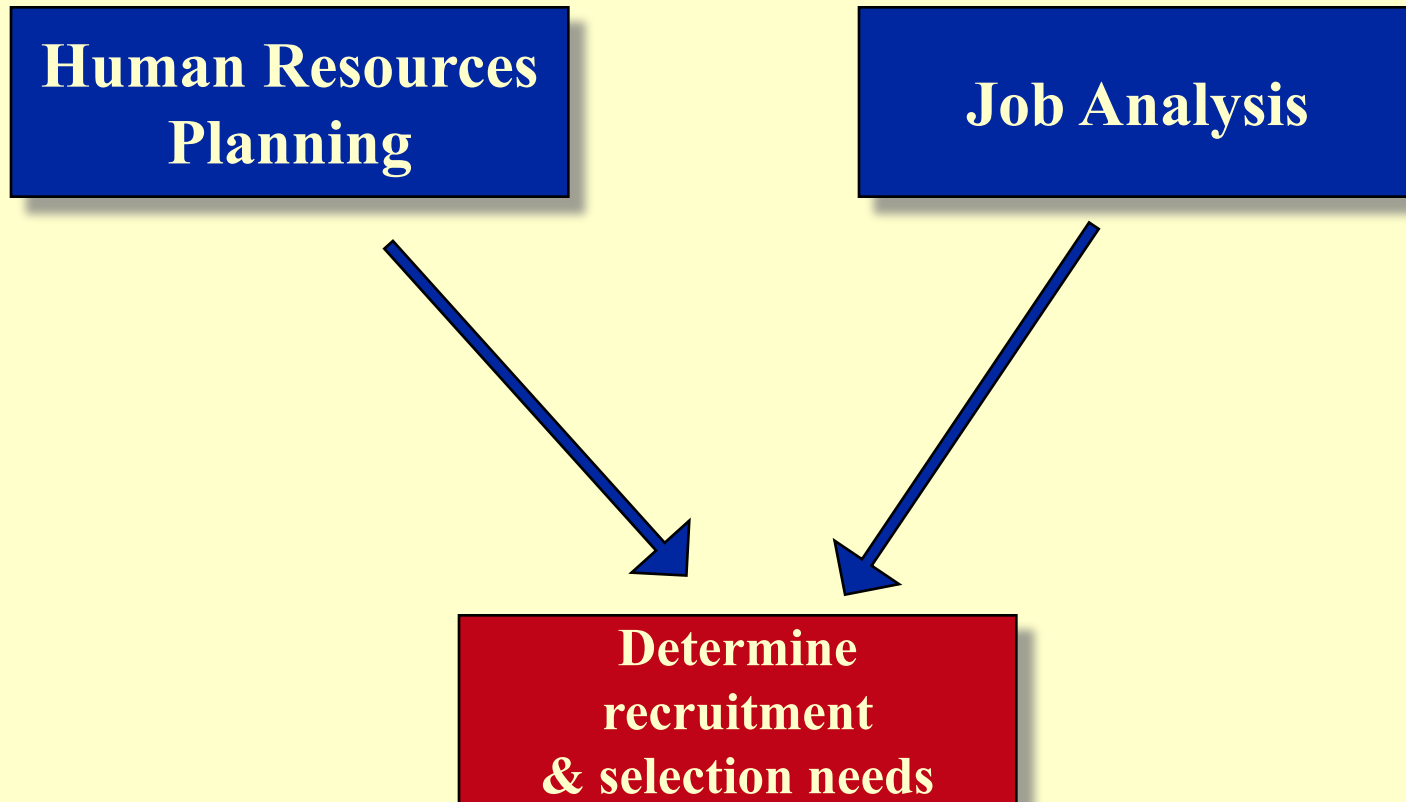 Human Resources
Planning
Job Analysis
Determine
recruitment
& selection needs